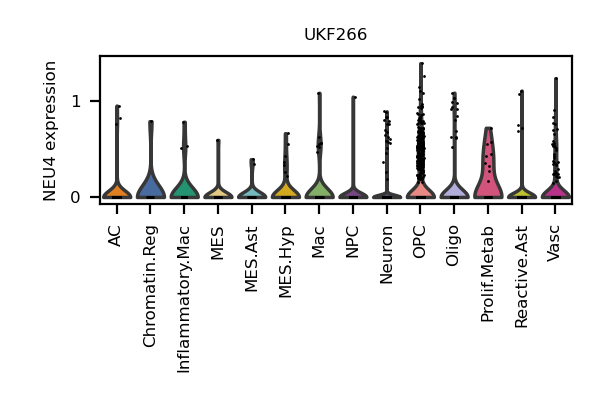 UKF266
NEU4 expression
1
0
AC
Chromatin.Reg
Inflammatory.Mac
MES
MES.Ast
MES.Hyp
Mac
NPC
Neuron
OPC
Oligo
Prolif.Metab
Reactive.Ast
Vasc